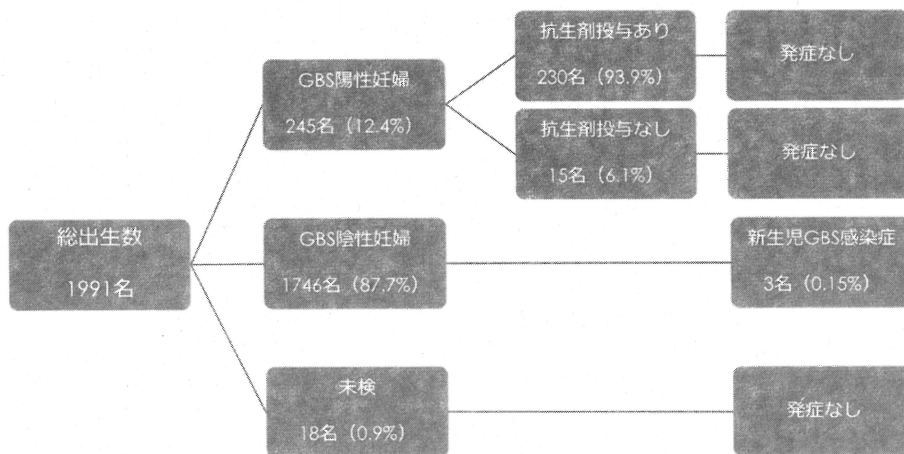 総出生数
1991名
GBS陽性妊婦
245名（12.4%）
抗生剤投与あり
230名（93.9%）
発症なし
抗生剤投与なし
15名（6.1%）
発症なし
GBS陰性妊婦
1746名（87.7%）
新生児GBS感染症
3名（0.15%）
未検
18名（0.9%）
発症なし